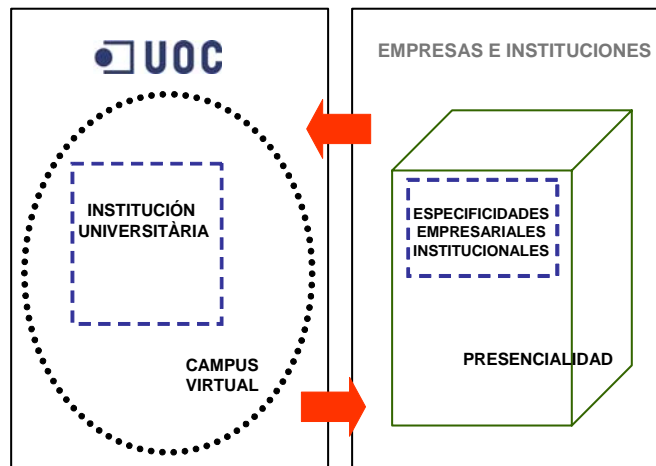 UOC
INSTITUCIÓN
UNIVERSITÀRIA
CAMPUS
VIRTUAL
EMPRESAS E INSTITUCIONES
ESPECIFICIDADES
EMPRESARIALES
INSTITUCIONALES
PRESENCIALIDAD